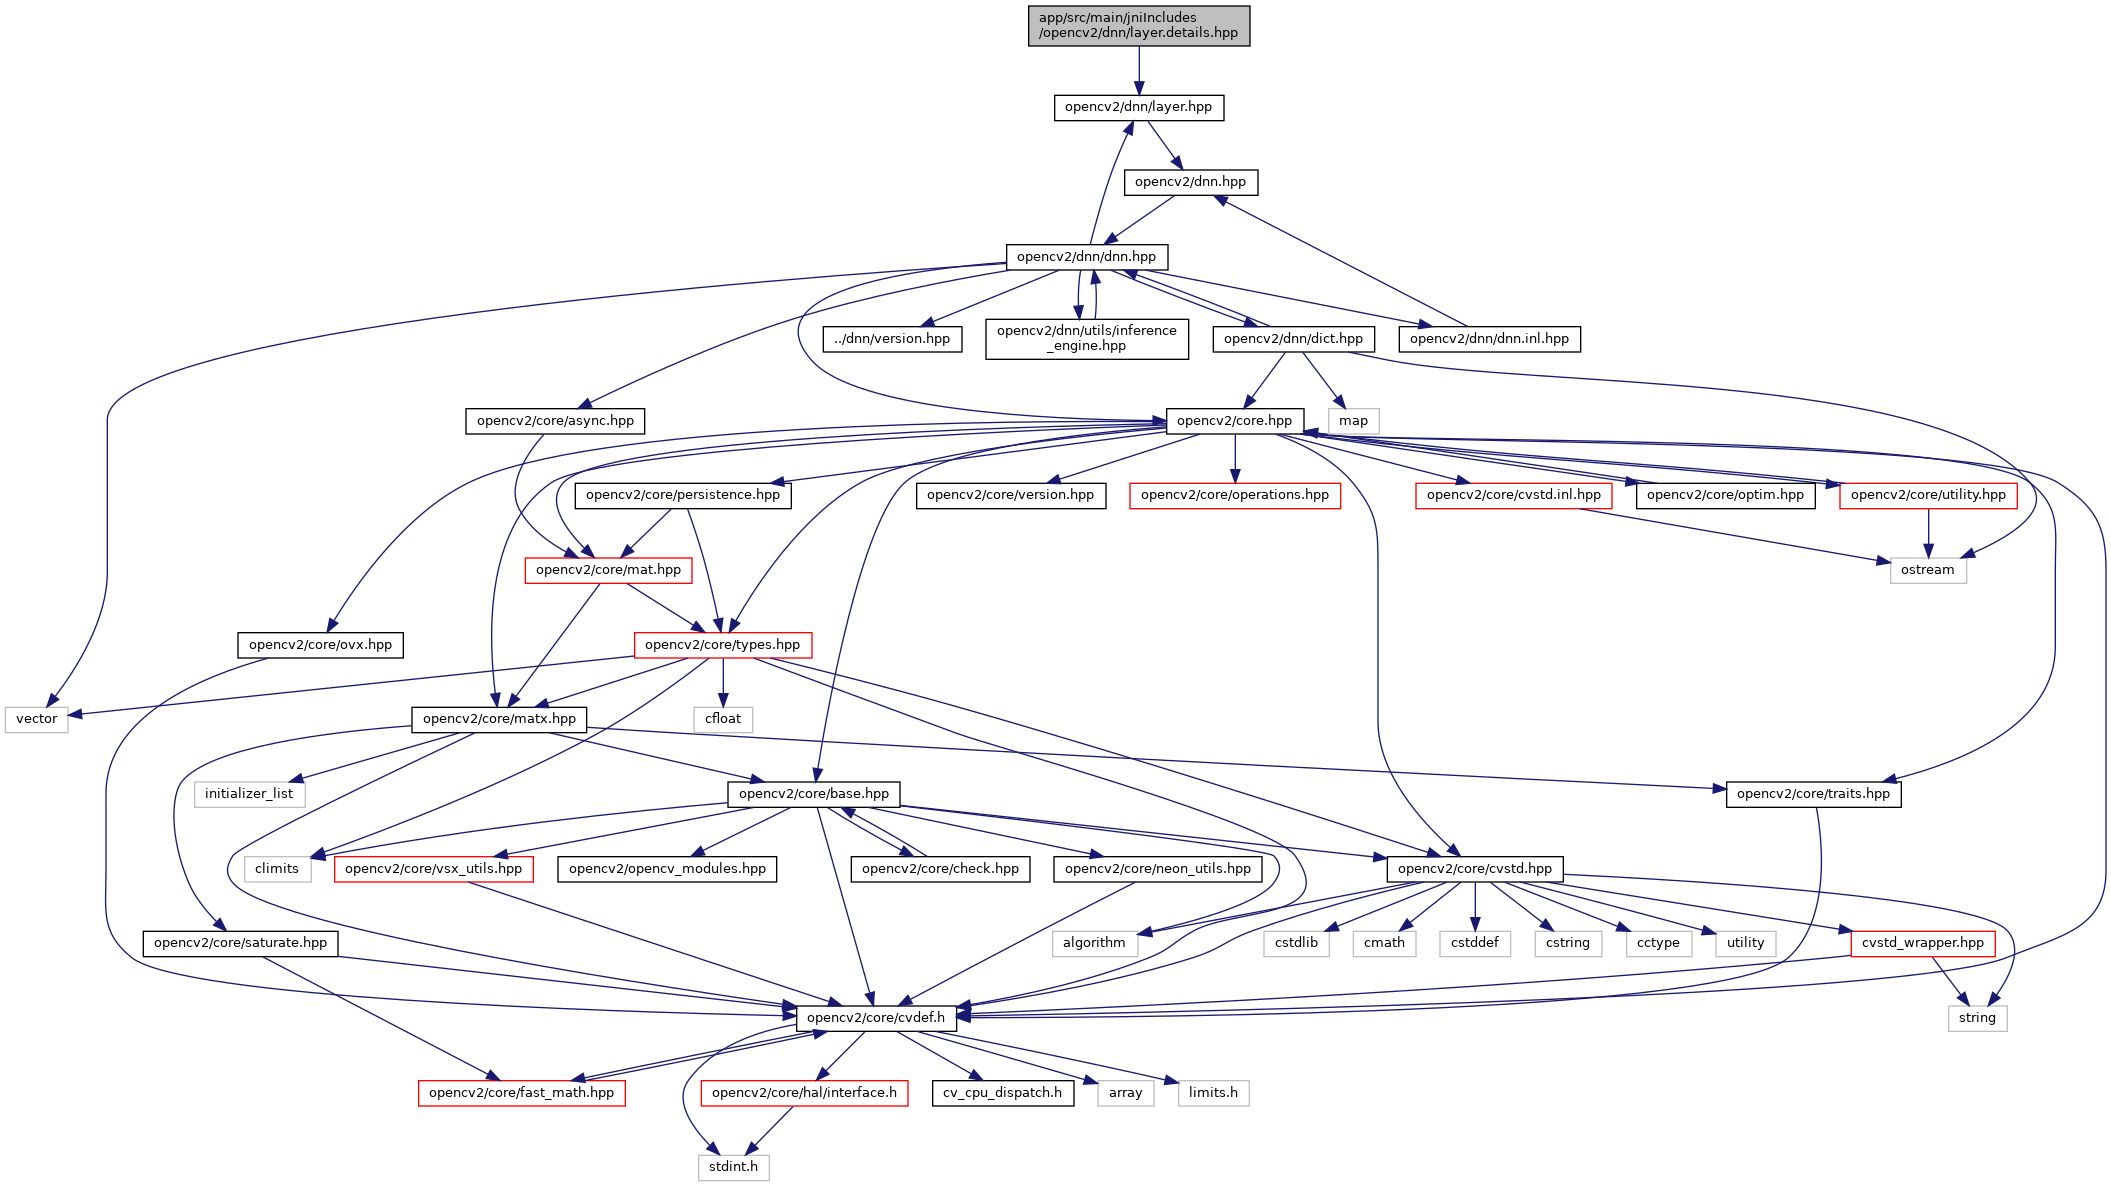 app/src/main/jniIncludes
/opencv2/dnn/layer.details.hpp
opencv2/dnn/layer.hpp
opencv2/dnn.hpp
opencv2/dnn/dnn.hpp
../dnn/version.hpp
opencv2/dnn/utils/inference
_engine.hpp
opencv2/dnn/dict.hpp
opencv2/dnn/dnn.inl.hpp
opencv2/core/async.hpp
opencv2/core.hpp
map
opencv2/core/persistence.hpp
opencv2/core/version.hpp
opencv2/core/operations.hpp
opencv2/core/cvstd.inl.hpp
opencv2/core/optim.hpp
opencv2/core/utility.hpp
opencv2/core/mat.hpp
ostream
opencv2/core/ovx.hpp
opencv2/core/types.hpp
vector
opencv2/core/matx.hpp
cfloat
initializer_list
opencv2/core/base.hpp
opencv2/core/traits.hpp
climits
opencv2/core/vsx_utils.hpp
opencv2/opencv_modules.hpp
opencv2/core/check.hpp
opencv2/core/neon_utils.hpp
opencv2/core/cvstd.hpp
opencv2/core/saturate.hpp
algorithm
cstdlib
cmath
cstddef
cstring
cctype
utility
cvstd_wrapper.hpp
opencv2/core/cvdef.h
string
opencv2/core/fast_math.hpp
opencv2/core/hal/interface.h
cv_cpu_dispatch.h
array
limits.h
stdint.h